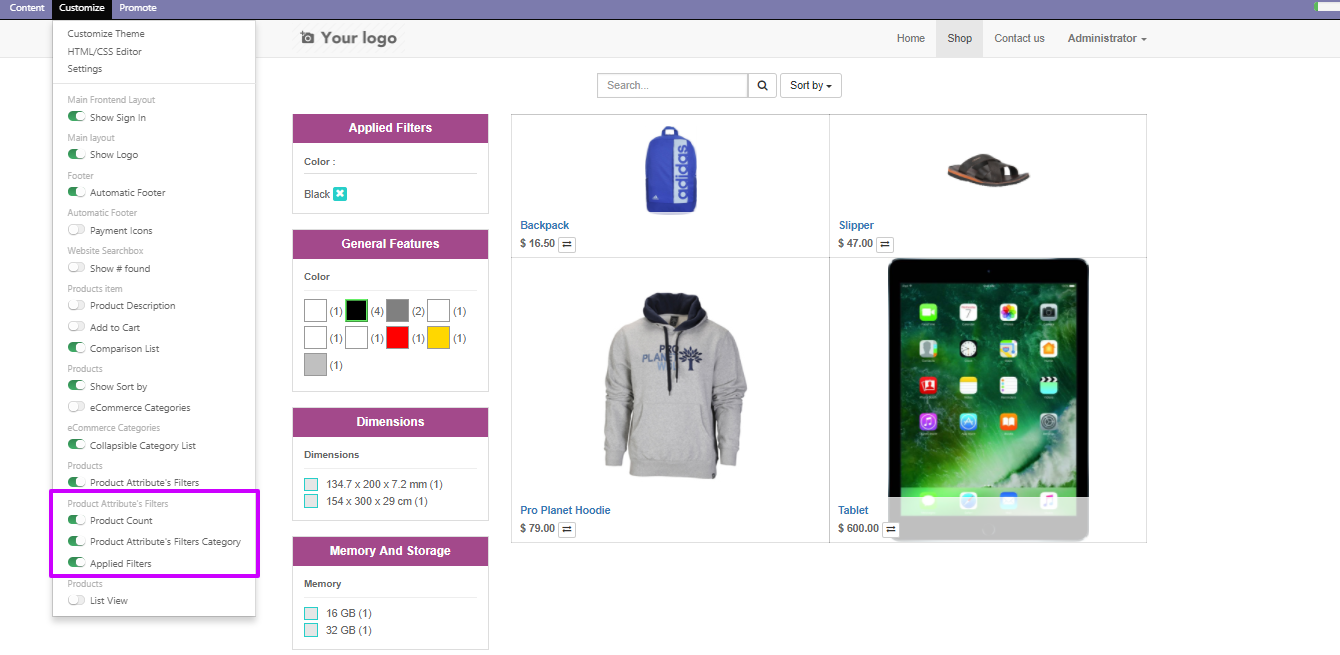 Content Customize Promote
Customize Theme
HTML/CSS Editor
Settings
Main Frontend Layout
Show Sign In
Main layout
Show Logo
Footer
Automatic Footer
Automatic Footer
Payment Icons
Website Searchbox
Show # found
Products item
Product Description
Add to Cart
Comparison List
Products
Show Sort by
eCommerce Categories
eCommerce Categories
Collapsible Category List
Products
Product Attribute's Filters
Product Attribute's Filters
Product Count
Product Attribute's Filters Category
Applied Filters
Products
List View
Your logo
Home Shop Contact us Administrator
Search... Sort by
Applied Filters
Color :
Black
General Features
Color
(1) (4) (2) (1)
(1) (1) (1) (1)
(1)
Dimensions
Dimensions
134.7 x 200 x 7.2 mm (1)
154 x 300 x 29 cm (1)
Memory And Storage
Memory
16 GB (1)
32 GB (1)
adidas
Backpack
$ 16.50
Slipper
$ 47.00
PRO
PLANET
Pro Planet Hoodie
$ 79.00
Tablet
$ 600.00